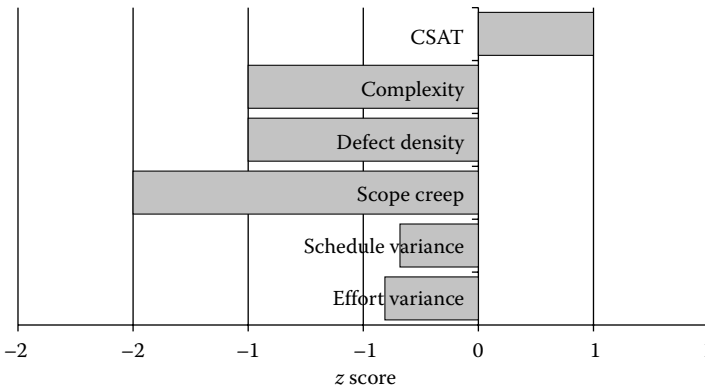 CSAT
Complexity
Defect density
Scope creep
Schedule variance
Effort variance
–2 –2 –1 –1 0 1
z score